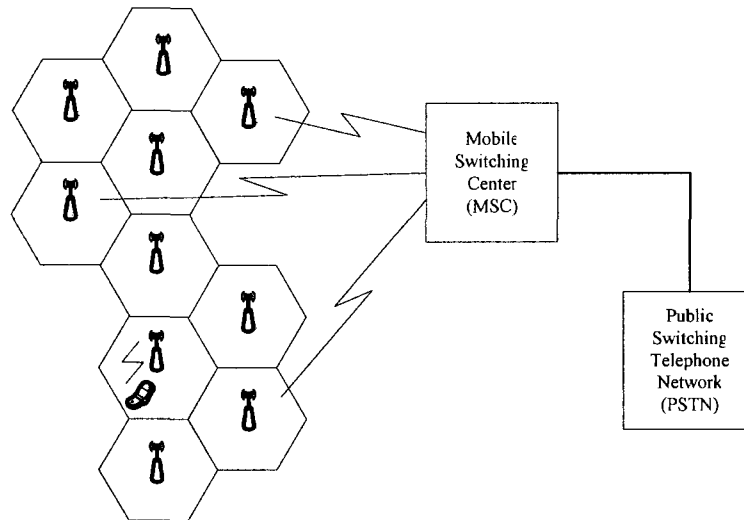 Mobile
Switching
Center
(MSC)
Public
Switching
Telephone
Network
(PSTN)